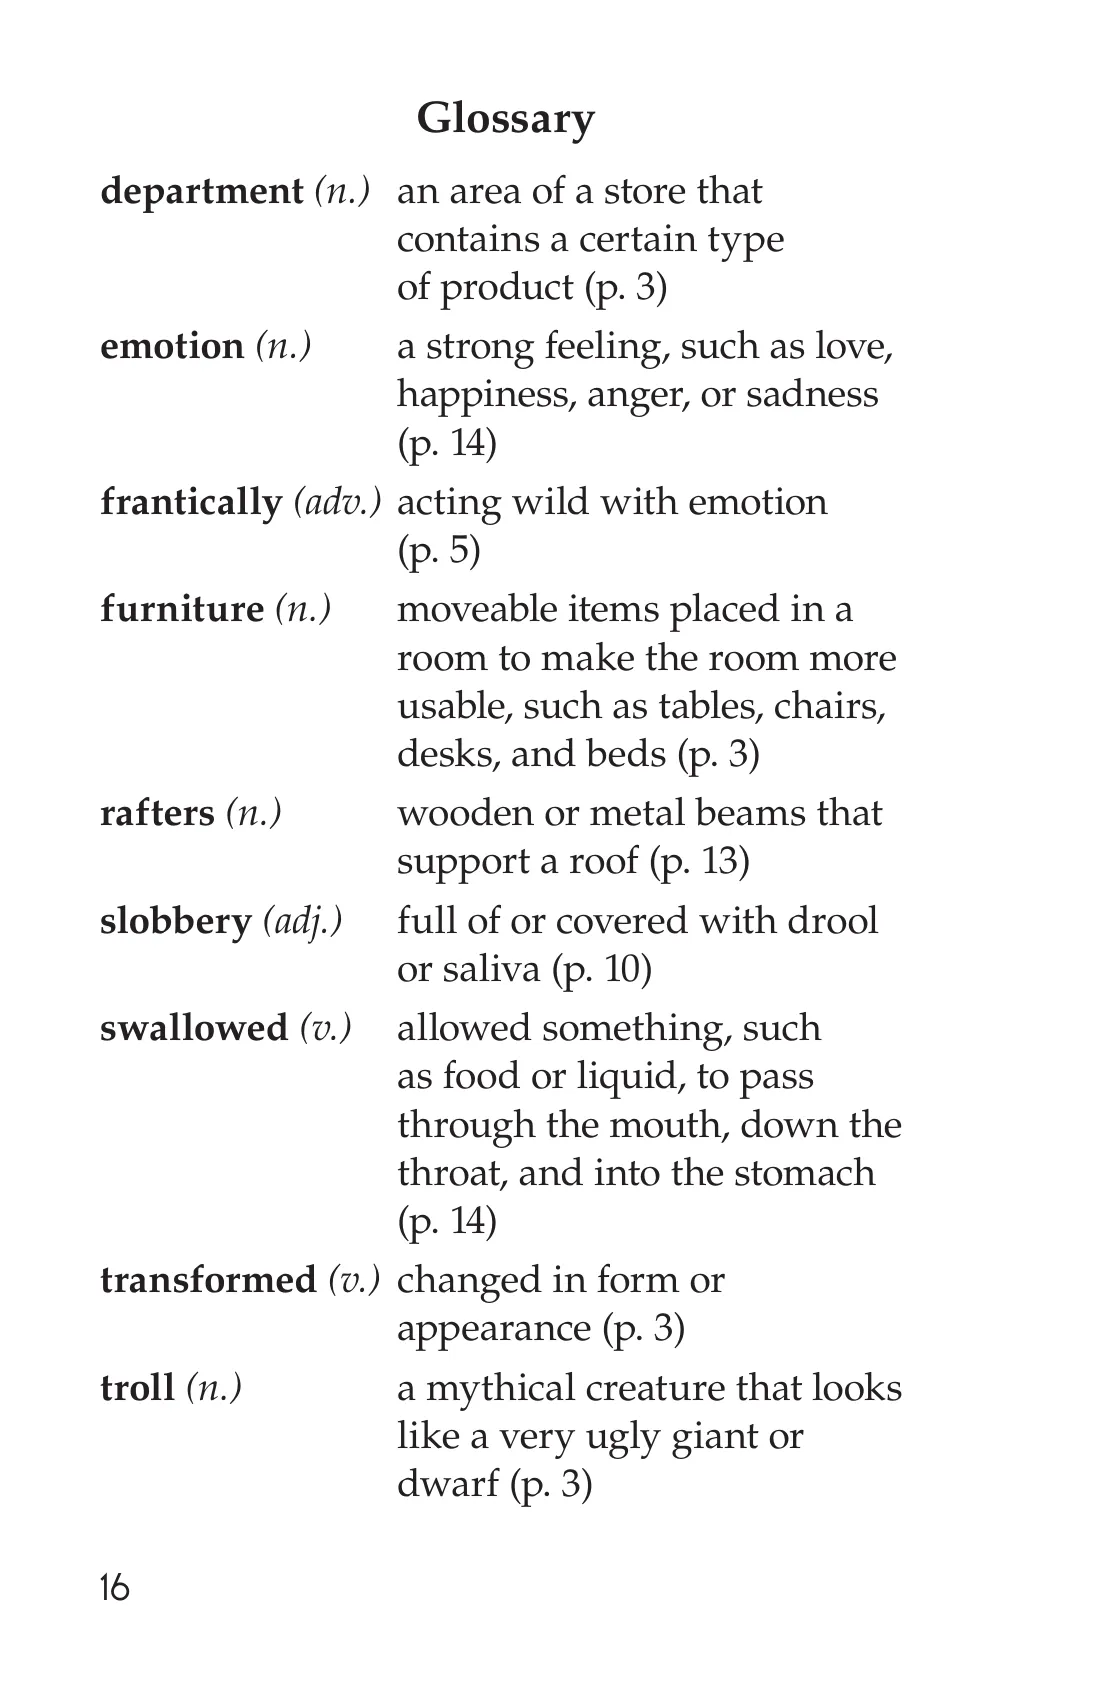 Glossary
department (n.) an area of a store that
contains a certain type
of product (p. 3)
emotion (n.) a strong feeling, such as love,
happiness, anger, or sadness
(p. 14)
frantically (adv.) acting wild with emotion
(p. 5)
furniture (n.) moveable items placed in a
room to make the room more
usable, such as tables, chairs,
desks, and beds (p. 3)
rafters (n.) wooden or metal beams that
support a roof (p. 13)
slobbery (adj.) full of or covered with drool
or saliva (p. 10)
swallowed (v.) allowed something, such
as food or liquid, to pass
through the mouth, down the
throat, and into the stomach
(p. 14)
transformed (v.) changed in form or
appearance (p. 3)
troll (n.) a mythical creature that looks
like a very ugly giant or
dwarf (p. 3)
16